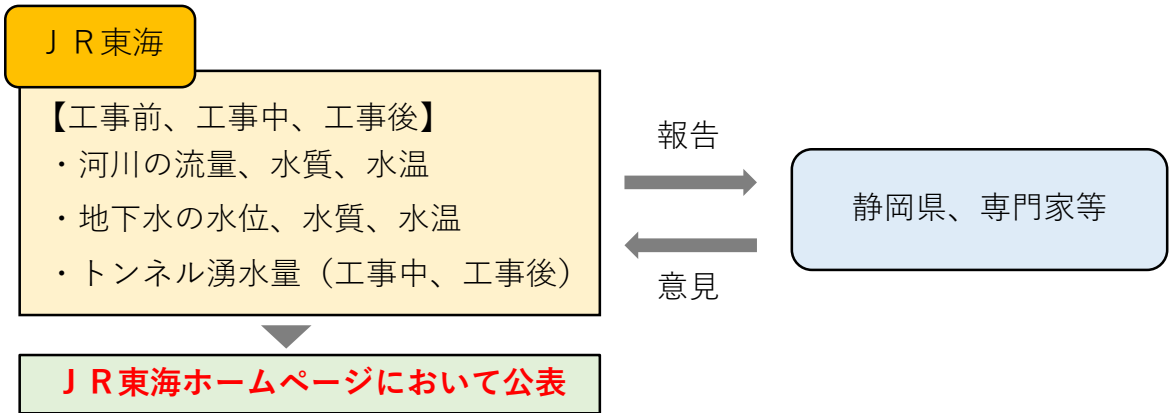 ＪＲ東海
【工事前、工事中、工事後】
・河川の流量、水質、水温
・地下水の水位、水質、水温
・トンネル湧水量（工事中、工事後）
報告
静岡県、専門家等
意見
ＪＲ東海ホームページにおいて公表